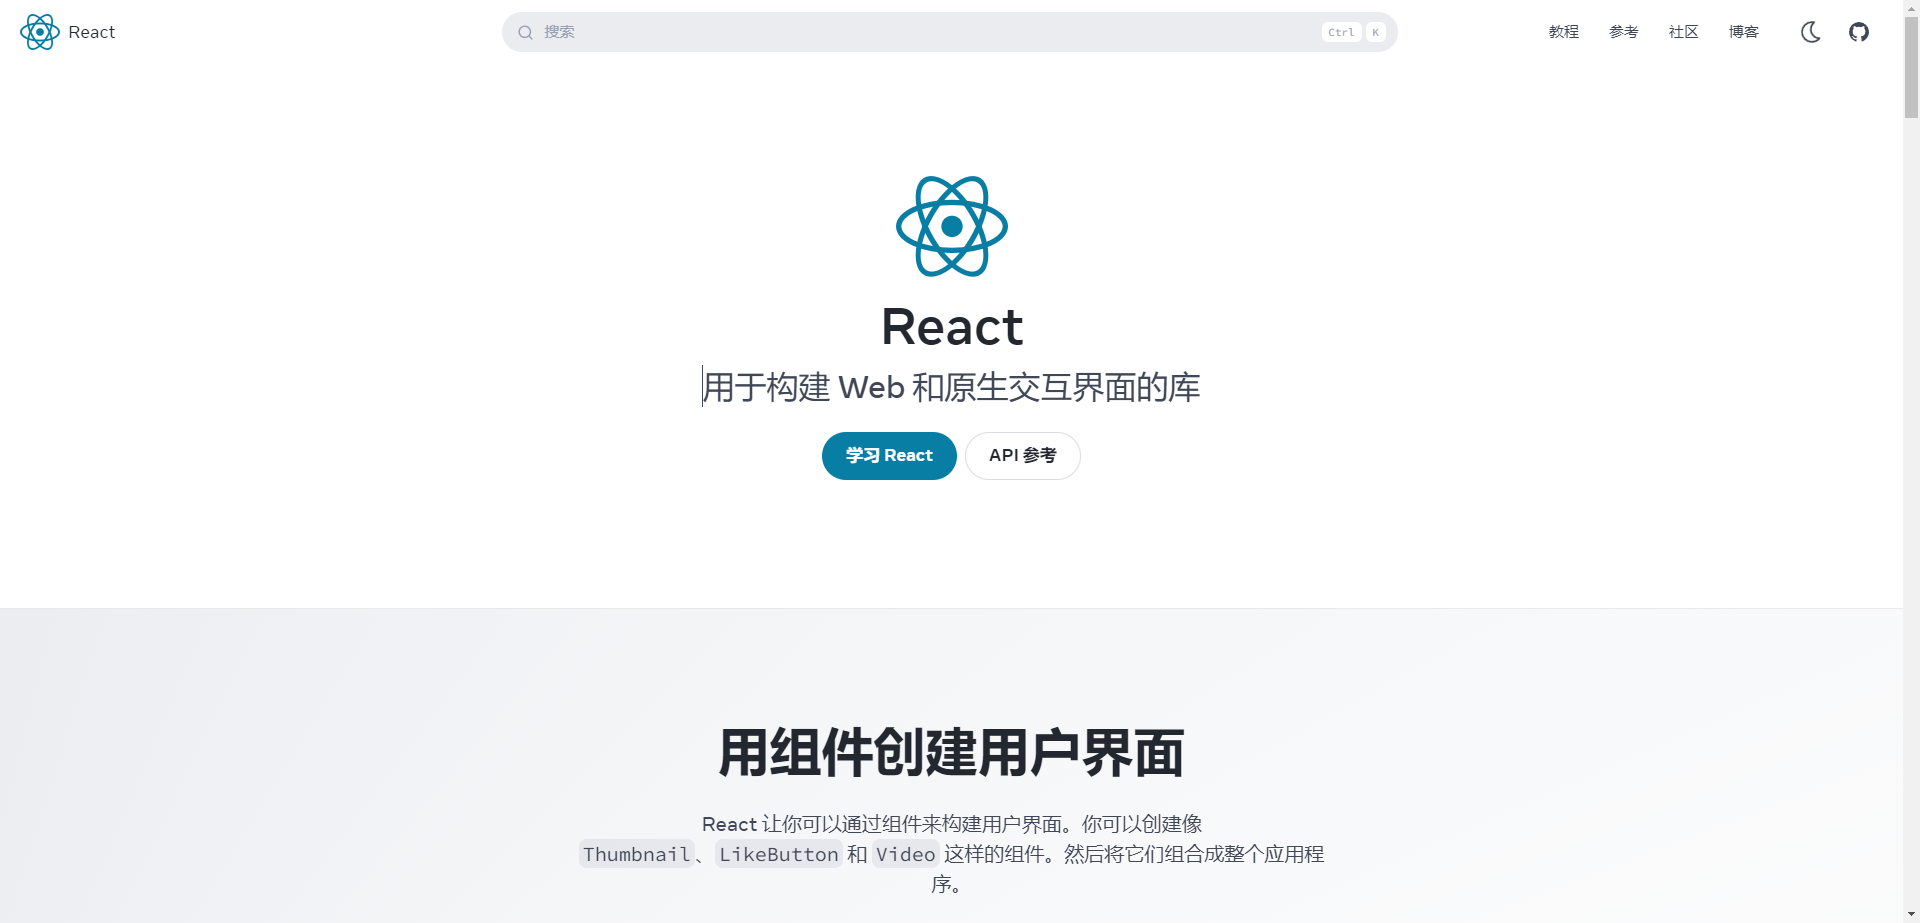 React
搜索
Ctrl K
教程 参考 社区 博客
React
用于构建 Web 和原生交互界面的库
学习 React
API 参考
用组件创建用户界面
React 让你可以通过组件来构建用户界面。你可以创建像
Thumbnail、LikeButton 和 Video 这样的组件。然后将它们组合成整个应用程
序。